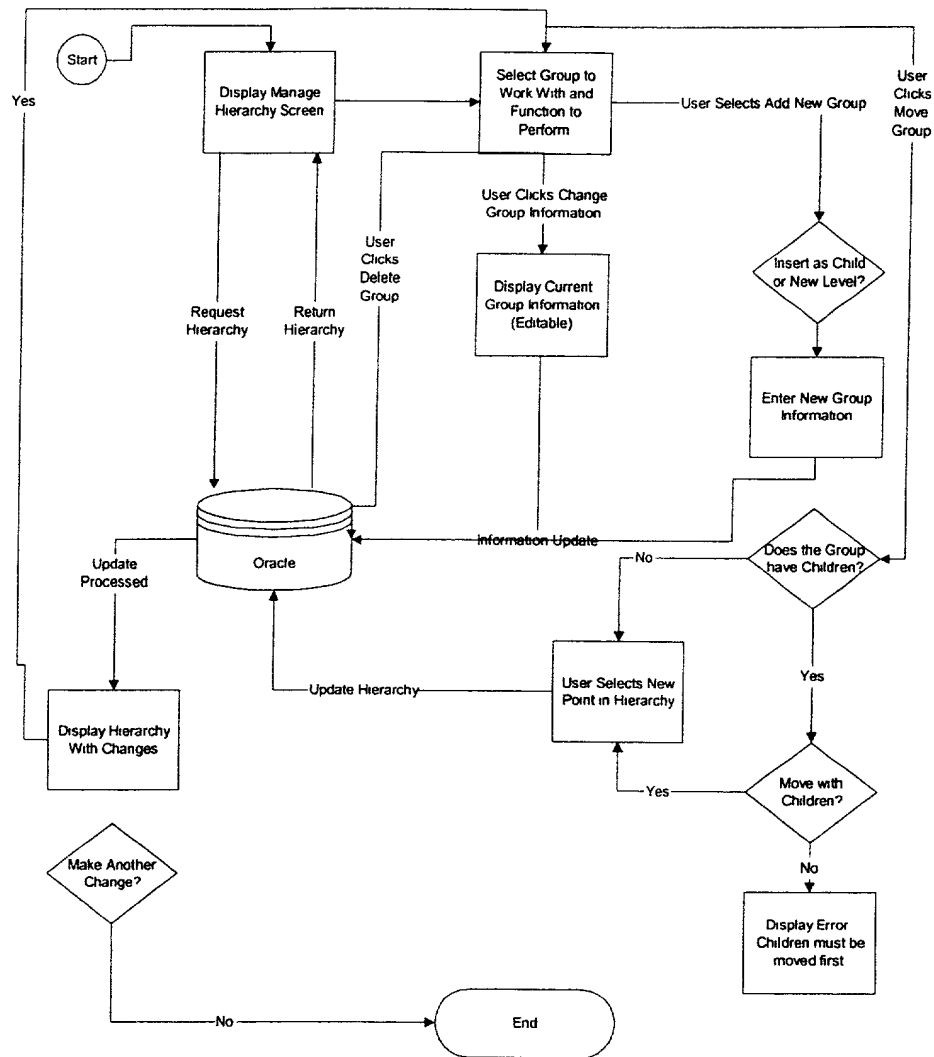 Start
Yes
Display Manage
Hierarchy Screen
Select Group to
Work With and
Function to
Perform
User Selects Add New Group
User
Clicks
Move
Group
User Clicks Change
Group Information
User
Clicks
Delete
Group
Request
Hierarchy
Return
Hierarchy
Display Current
Group Information
(Editable)
Insert as Child
or New Level?
Enter New Group
Information
Oracle
Information Update
Update
Processed
No
Does the Group
have Children?
Yes
Update Hierarchy
User Selects New
Point in Hierarchy
Display Hierarchy
With Changes
Yes
Move with
Children?
No
Make Another
Change?
Display Error
Children must be
moved first
No
End